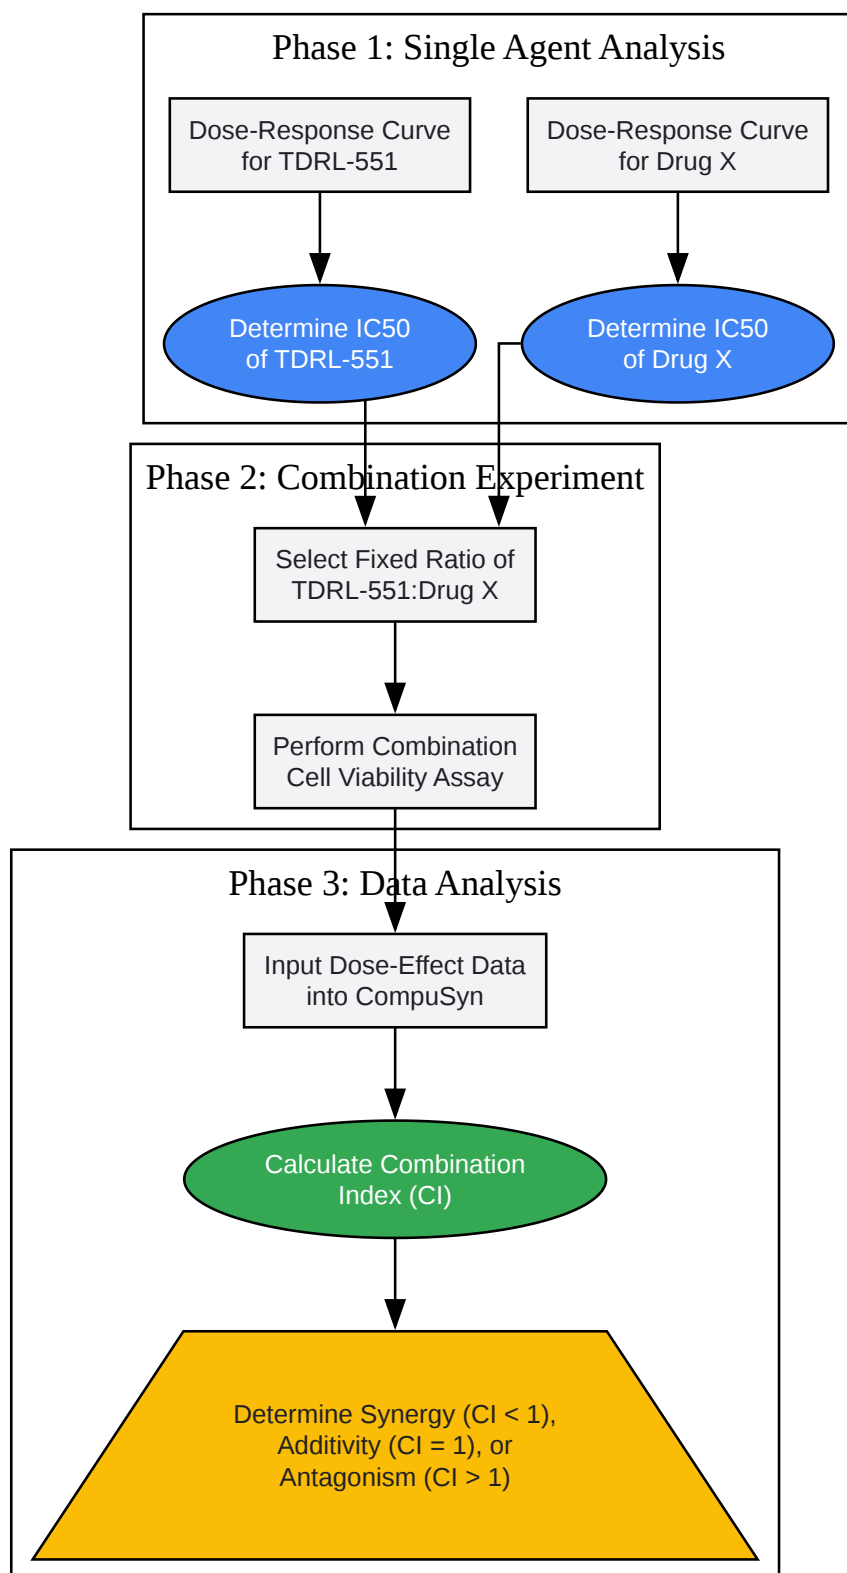 Phase 1: Single Agent Analysis
Dose-Response Curve
for TDRL-551
Dose-Response Curve
for Drug X
Determine IC50
of TDRL-551
Determine IC50
of Drug X
Phase 2: Combination Experiment
Select Fixed Ratio of
TDRL-551:Drug X
Perform Combination
Cell Viability Assay
Phase 3: Data Analysis
Input Dose-Effect Data
into CompuSyn
Calculate Combination
Index (CI)
Determine Synergy (CI < 1),
Additivity (CI = 1), or
Antagonism (CI > 1)